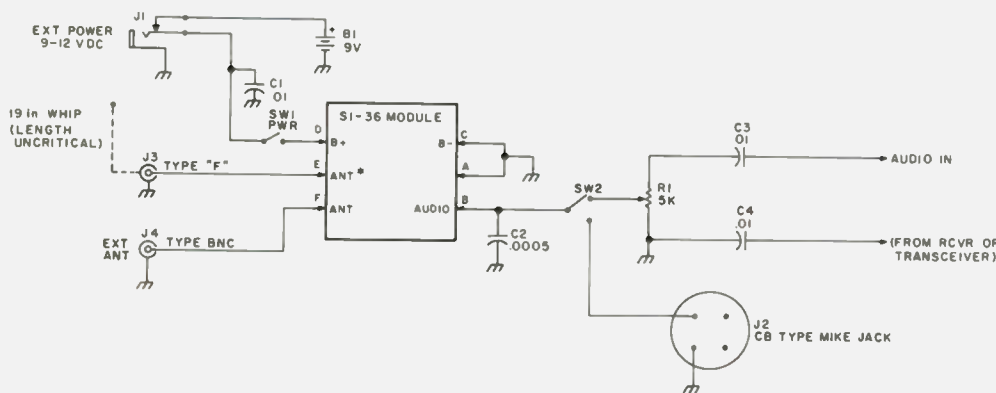 J1
EXT POWER
9-12 VDC
+
B1
9V
C1
.01
19 in WHIP
(LENGTH
UNCRITICAL)
SW1
PWR
S1-36 MODULE
D
B+
B-
C
J3
TYPE "F"
E
ANT*
A
F
ANT
AUDIO
B
J4
EXT
ANT
TYPE BNC
C2
.0005
SW2
R1
5K
C3
.01
AUDIO IN
C4
.01
(FROM RCVR OR
TRANSCEIVER)
J2
CB TYPE MIKE JACK